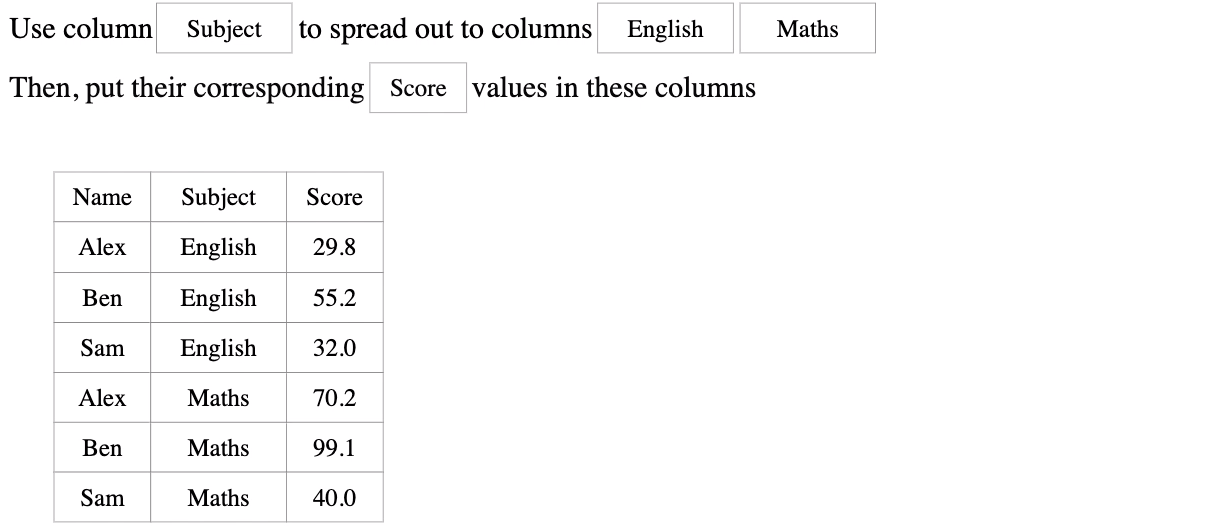 Use column Subject to spread out to columns English Maths
Then, put their corresponding Score values in these columns
Name Subject Score
Alex English 29.8
Ben English 55.2
Sam English 32.0
Alex Maths 70.2
Ben Maths 99.1
Sam Maths 40.0